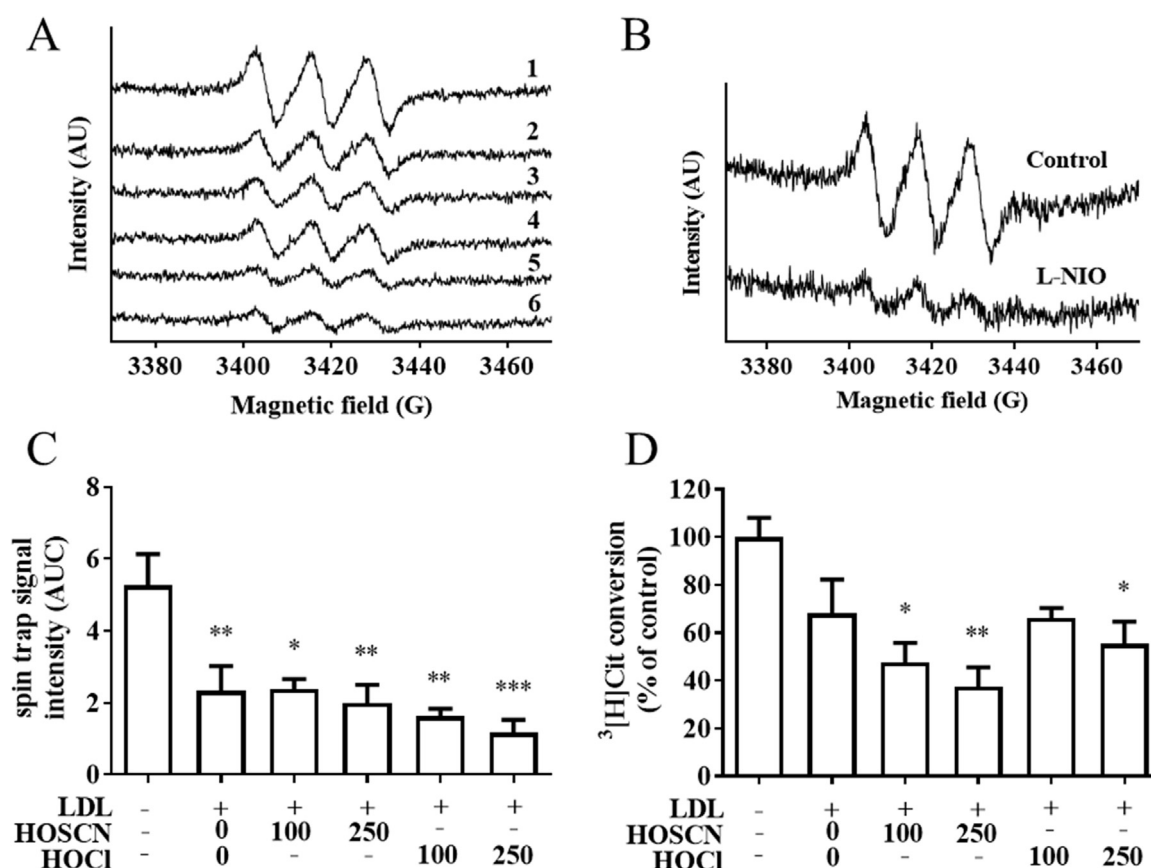 A
1
2
3
4
5
6
Intensity (AU)
3380 3400 3420 3440 3460
Magnetic field (G)
B
Control
L-NIO
Intensity (AU)
3380 3400 3420 3440 3460
Magnetic field (G)
C
spin trap signal
intensity (AUC)
8
6
4
2
0
** * ** ** ***
LDL - + + + + +
HOSCN - 0 100 250 - -
HOCl - 0 - - 100 250
D
³[H]Cit conversion
(% of control)
120
100
80
60
40
20
0
* ** *
LDL - + + + + +
HOSCN - 0 100 250 - -
HOCl - 0 - - 100 250